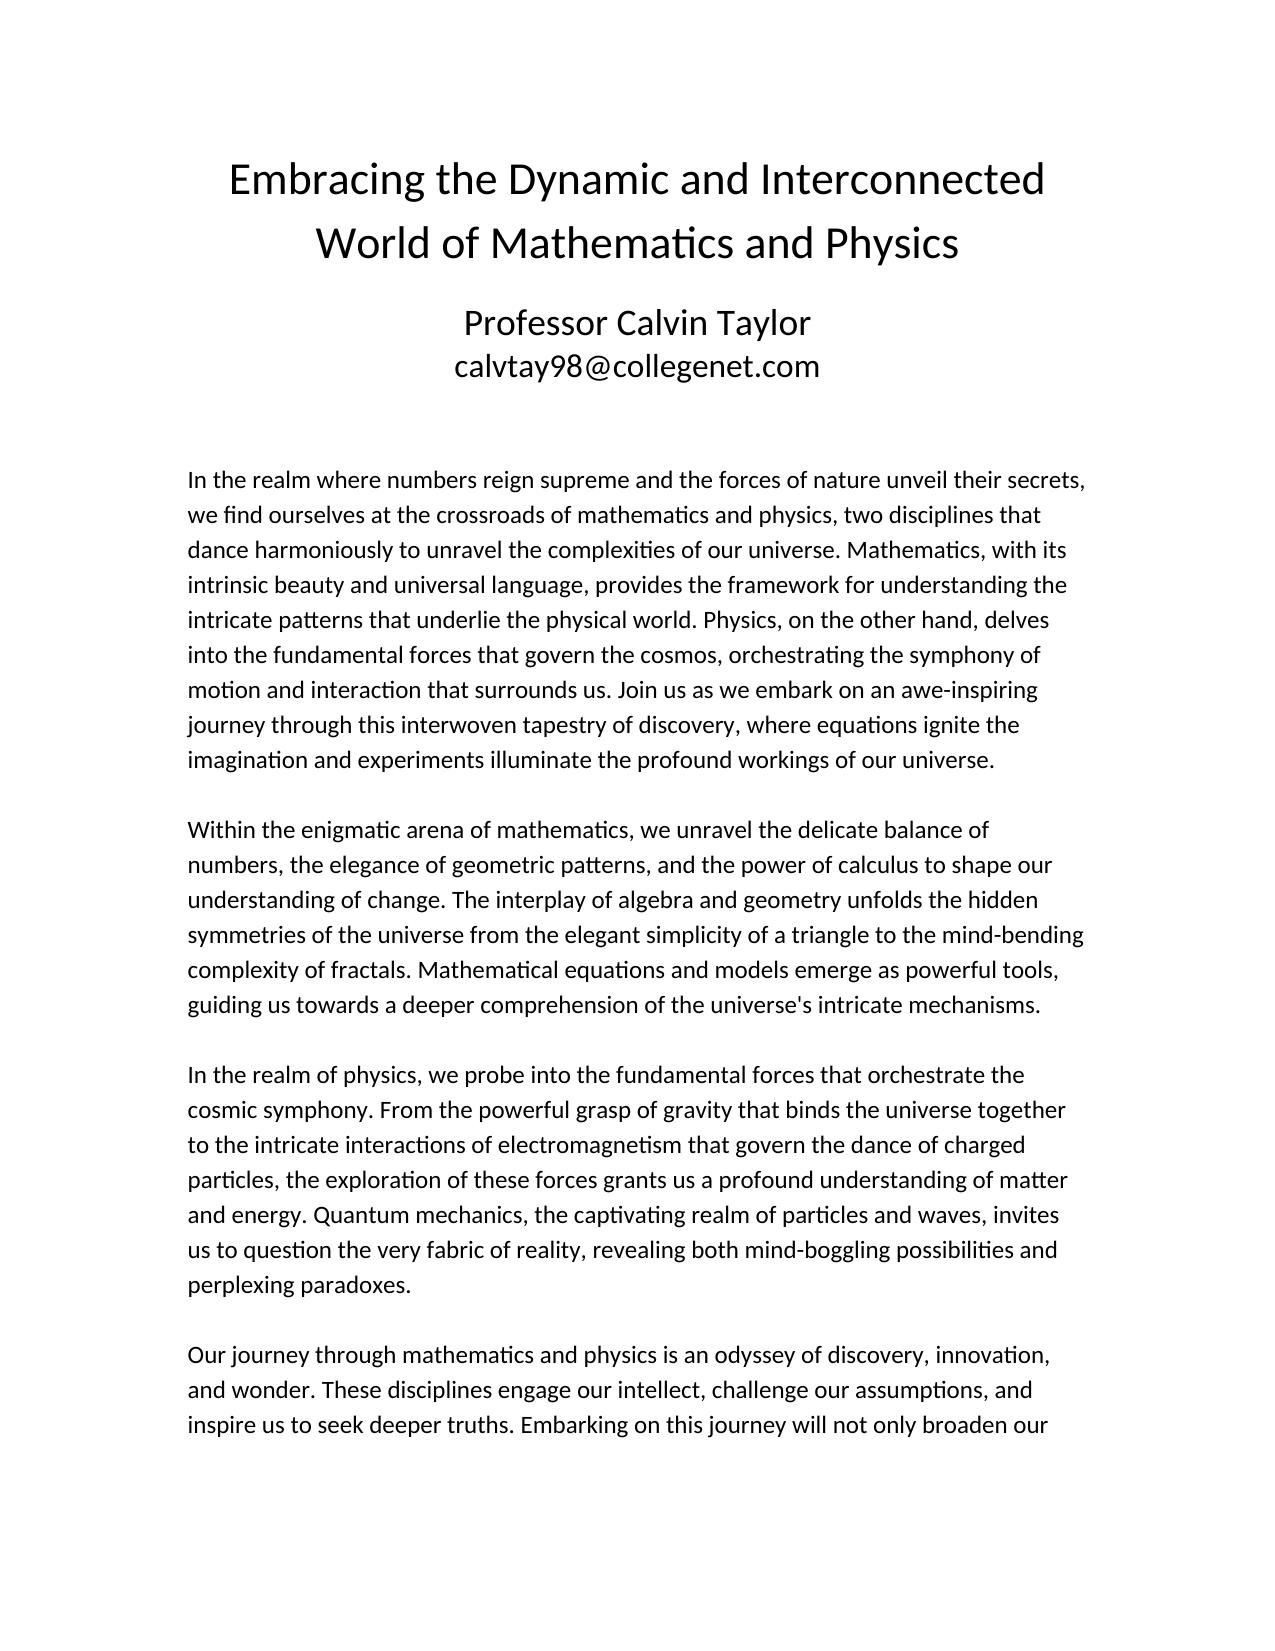 Embracing the Dynamic and Interconnected
World of Mathematics and Physics
Professor Calvin Taylor
calvtay98@collegenet.com
In the realm where numbers reign supreme and the forces of nature unveil their secrets,
we find ourselves at the crossroads of mathematics and physics, two disciplines that
dance harmoniously to unravel the complexities of our universe. Mathematics, with its
intrinsic beauty and universal language, provides the framework for understanding the
intricate patterns that underlie the physical world. Physics, on the other hand, delves
into the fundamental forces that govern the cosmos, orchestrating the symphony of
motion and interaction that surrounds us. Join us as we embark on an awe-inspiring
journey through this interwoven tapestry of discovery, where equations ignite the
imagination and experiments illuminate the profound workings of our universe.
Within the enigmatic arena of mathematics, we unravel the delicate balance of
numbers, the elegance of geometric patterns, and the power of calculus to shape our
understanding of change. The interplay of algebra and geometry unfolds the hidden
symmetries of the universe from the elegant simplicity of a triangle to the mind-bending
complexity of fractals. Mathematical equations and models emerge as powerful tools,
guiding us towards a deeper comprehension of the universe's intricate mechanisms.
In the realm of physics, we probe into the fundamental forces that orchestrate the
cosmic symphony. From the powerful grasp of gravity that binds the universe together
to the intricate interactions of electromagnetism that govern the dance of charged
particles, the exploration of these forces grants us a profound understanding of matter
and energy. Quantum mechanics, the captivating realm of particles and waves, invites
us to question the very fabric of reality, revealing both mind-boggling possibilities and
perplexing paradoxes.
Our journey through mathematics and physics is an odyssey of discovery, innovation,
and wonder. These disciplines engage our intellect, challenge our assumptions, and
inspire us to seek deeper truths. Embarking on this journey will not only broaden our